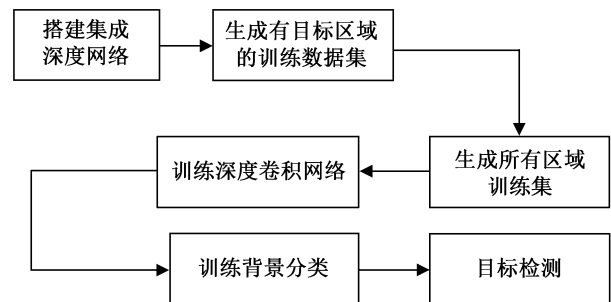 搭建集成
深度网络
生成有目标区域
的训练数据集
生成所有区域
训练集
训练深度卷积网络
训练背景分类
目标检测